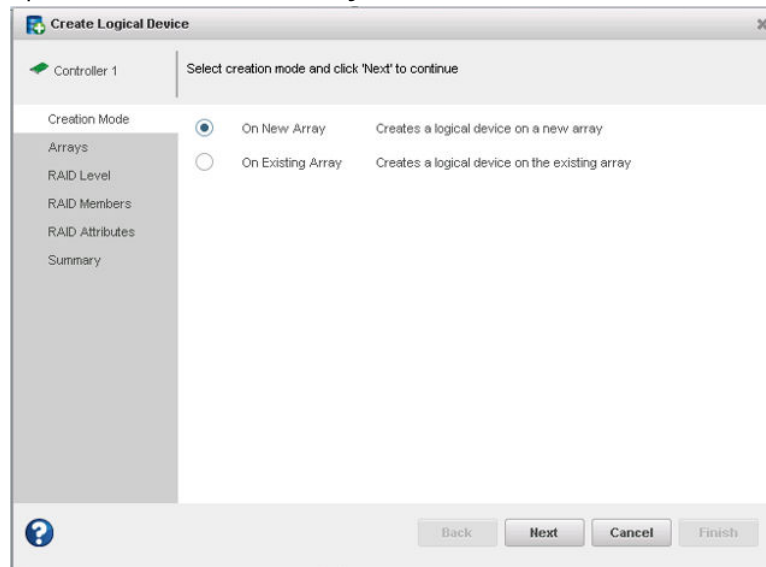 Create Logical Device
Controller 1
Select creation mode and click 'Next' to continue
Creation Mode
Arrays
RAID Level
RAID Members
RAID Attributes
Summary
On New Array Creates a logical device on a new array
On Existing Array Creates a logical device on the existing array
? Back Next Cancel Finish